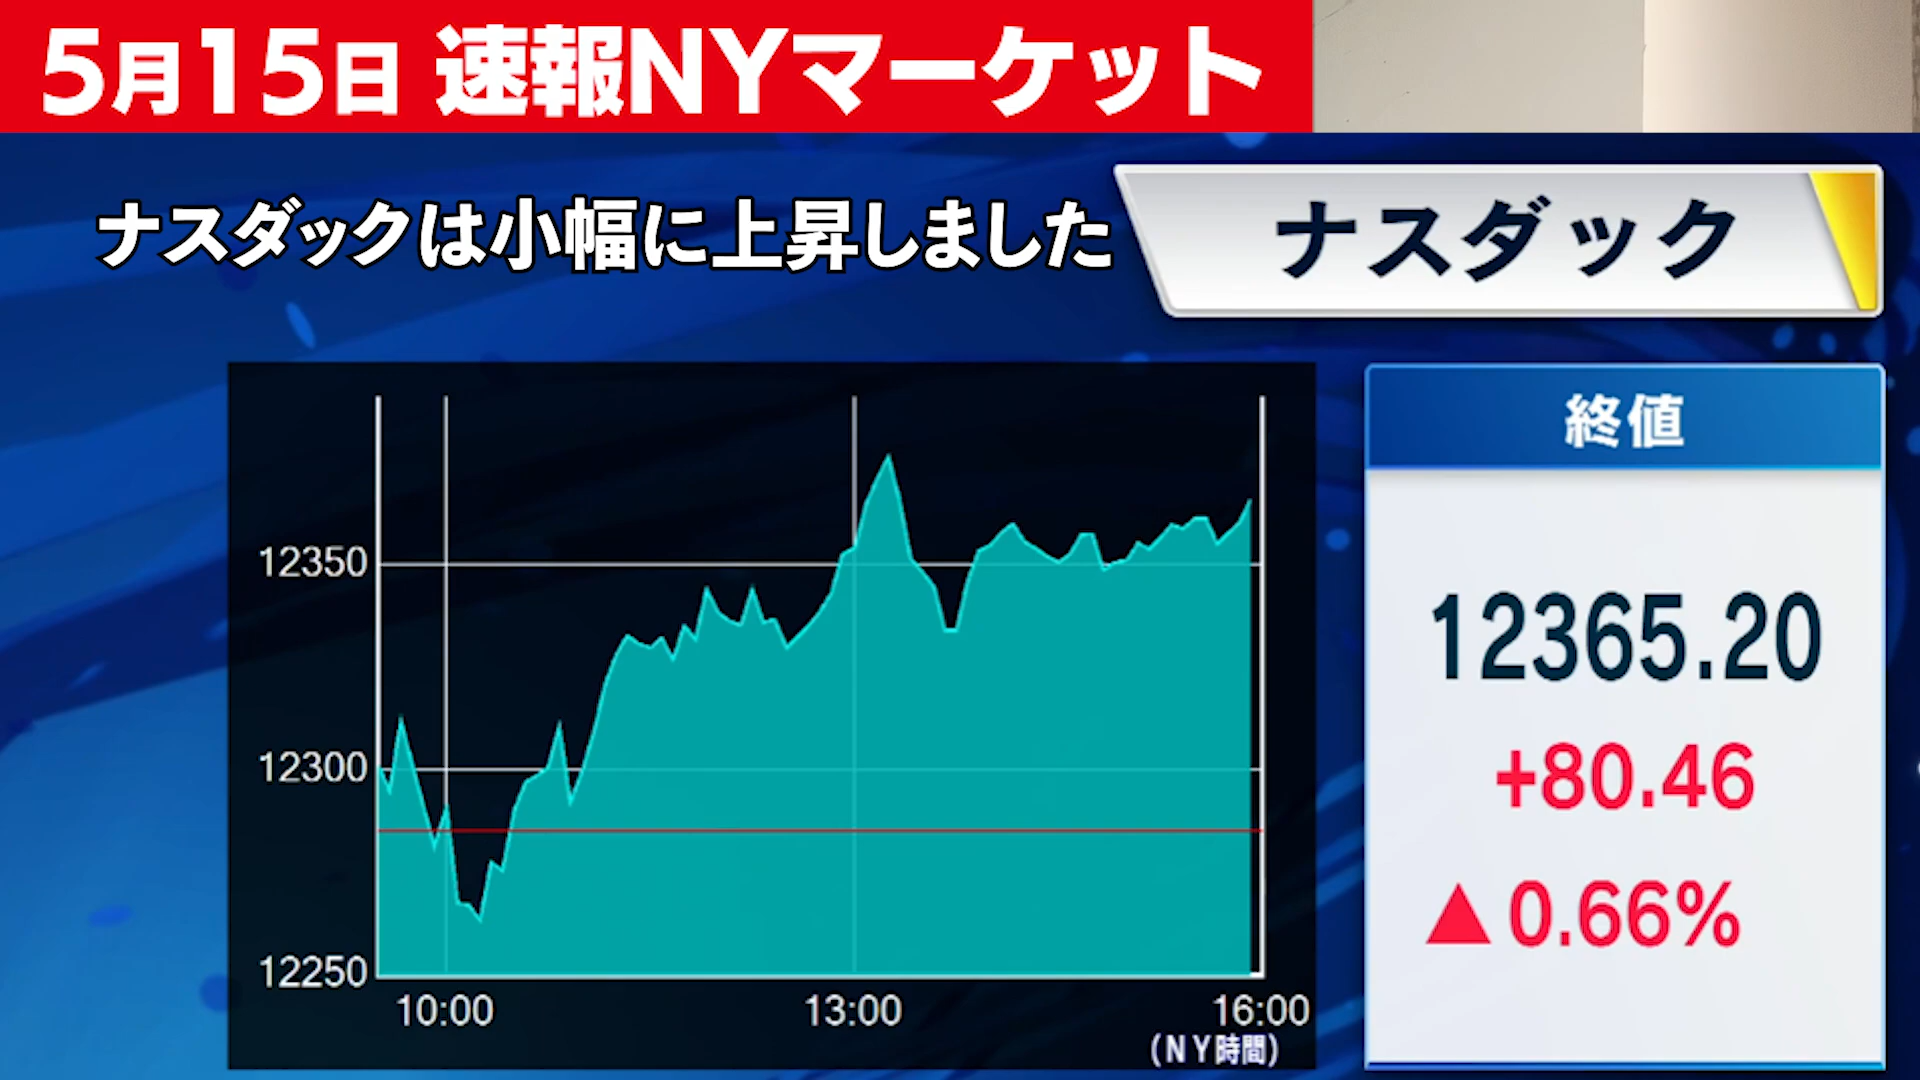 5月15日 速報NYマーケット
ナスダックは小幅に上昇しました
ナスダック
12350
12300
12250
10:00
13:00
16:00
(NY時間)
終値
12365.20
+80.46
▲0.66%